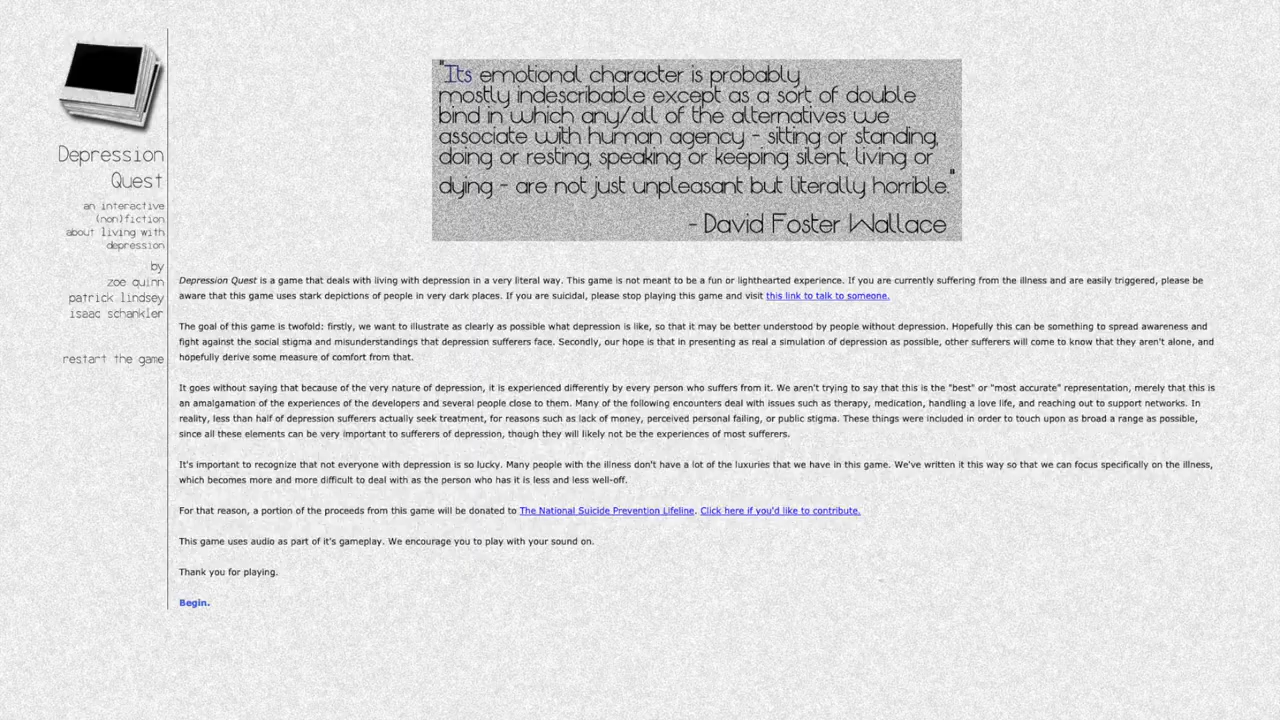 Depression
Quest
an interactive
(non)fiction
about living with
depression
by
zoe quinn
patrick lindsey
isaac schankler
restart the game
"Its emotional character is probably
mostly indescribable except as a sort of double
bind in which any/all of the alternatives we
associate with human agency - sitting or standing,
doing or resting, speaking or keeping silent, living or
dying - are not just unpleasant but literally horrible."
- David Foster Wallace
Depression Quest is a game that deals with living with depression in a very literal way. This game is not meant to be a fun or lighthearted experience. If you are currently suffering from the illness and are easily triggered, please be
aware that this game uses stark depictions of people in very dark places. If you are suicidal, please stop playing this game and visit this link to talk to someone.
The goal of this game is twofold: firstly, we want to illustrate as clearly as possible what depression is like, so that it may be better understood by people without depression. Hopefully this can be something to spread awareness and
fight against the social stigma and misunderstandings that depression sufferers face. Secondly, our hope is that in presenting as real a simulation of depression as possible, other sufferers will come to know that they aren't alone, and
hopefully derive some measure of comfort from that.
It goes without saying that because of the very nature of depression, it is experienced differently by every person who suffers from it. We aren't trying to say that this is the "best" or "most accurate" representation, merely that this is
an amalgamation of the experiences of the developers and several people close to them. Many of the following encounters deal with issues such as therapy, medication, handling a love life, and reaching out to support networks. In
reality, less than half of depression sufferers actually seek treatment, for reasons such as lack of money, perceived personal failing, or public stigma. These things were included in order to touch upon as broad a range as possible,
since all these elements can be very important to sufferers of depression, though they will likely not be the experiences of most sufferers.
It's important to recognize that not everyone with depression is so lucky. Many people with the illness don't have a lot of the luxuries that we have in this game. We've written it this way so that we can focus specifically on the illness,
which becomes more and more difficult to deal with as the person who has it is less and less well-off.
For that reason, a portion of the proceeds from this game will be donated to The National Suicide Prevention Lifeline. Click here if you'd like to contribute.
This game uses audio as part of it's gameplay. We encourage you to play with your sound on.
Thank you for playing.
Begin.